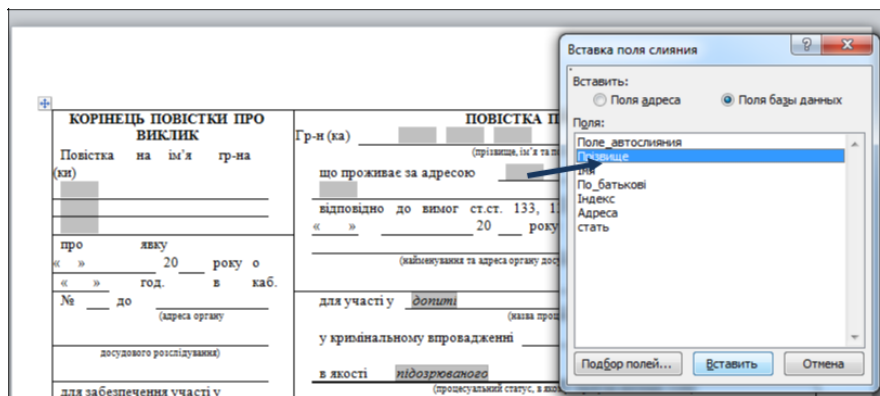 КОРІНЕЦЬ ПОВІСТКИ ПРО
ВИКЛИК
Повістка на ім’я гр-на
(ки)
про явку
« » 20 року о
« » год. в каб.
№ до
(адреса органу
досудового розслідування)
для забезпечення участі у
ПОВІСТКА П
Гр-н (ка)
(прізвище, ім’я та по
що проживає за адресою
відповідно до вимог ст.ст. 133, 1
« » 20 року
(найменування та адреса органу досу
для участі у допиті
(назва проц
у кримінальному впровадженні
в якості підозрюваного
(процесуальний статус, в яко
Вставка поля слияния
Вставить:
Поля адреса Поля базы данных
Поля:
Поле_автослияния
Прізвище
Імя
По_батькові
Індекс
Адреса
стать
Подбор полей... Вставить Отмена